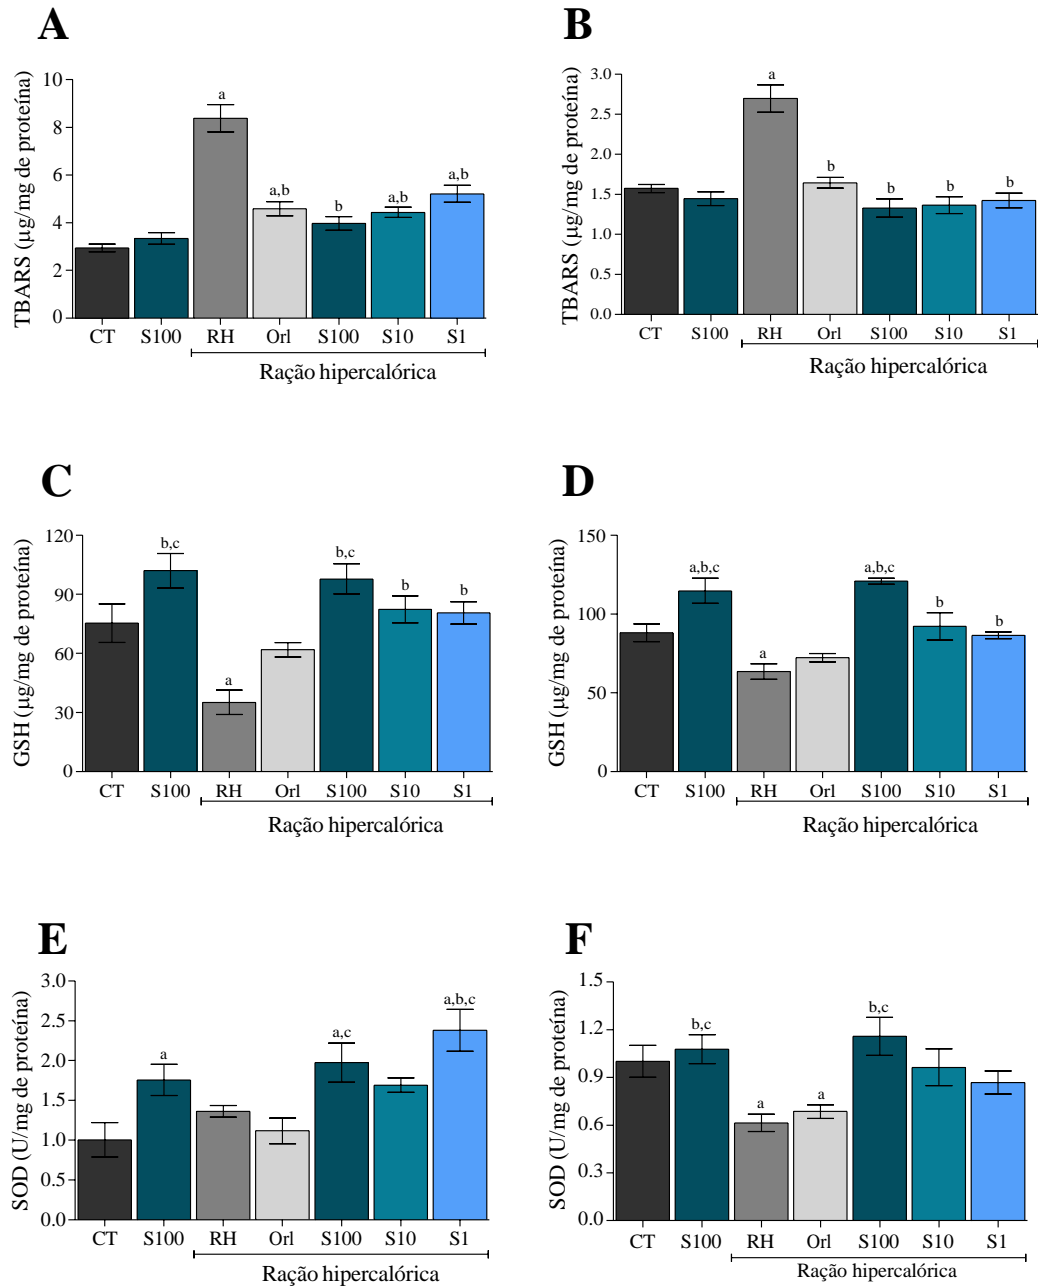 A
TBARS (µg/mg de proteína)
10
8
6
4
2
0
a
a,b
b
a,b
a,b
CT S100 RH Orl S100 S10 S1
Ração hipercalórica
B
TBARS (µg/mg de proteína)
3.0
2.5
2.0
1.5
1.0
0.5
0.0
a
b
b
b
b
CT S100 RH Orl S100 S10 S1
Ração hipercalórica
C
GSH (µg/mg de proteína)
120
90
60
30
0
b,c
a
b,c
b
b
CT S100 RH Orl S100 S10 S1
Ração hipercalórica
D
GSH (µg/mg de proteína)
150
100
50
0
a,b,c
a
a,b,c
b
b
CT S100 RH Orl S100 S10 S1
Ração hipercalórica
E
SOD (U/mg de proteína)
3.0
2.5
2.0
1.5
1.0
0.5
0.0
a
a,c
a,b,c
CT S100 RH Orl S100 S10 S1
Ração hipercalórica
F
SOD (U/mg de proteína)
1.5
1.2
0.9
0.6
0.3
0.0
b,c
a
a
b,c
CT S100 RH Orl S100 S10 S1
Ração hipercalórica